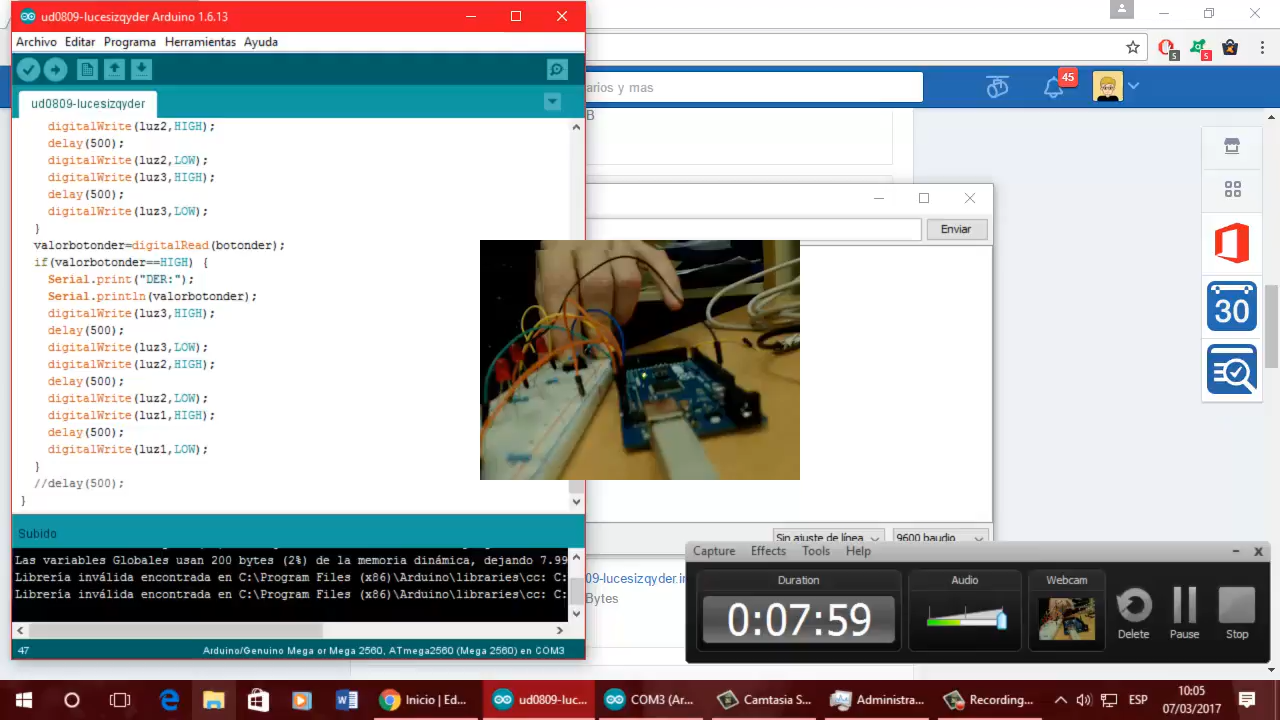 ud0809-lucesizqyder Arduino 1.6.13
Archivo Editar Programa Herramientas Ayuda
ud0809-lucesizqyder
digitalWrite(luz2,HIGH);
delay(500);
digitalWrite(luz2,LOW);
digitalWrite(luz3,HIGH);
delay(500);
digitalWrite(luz3,LOW);
}
valorbotonder=digitalRead(botonder);
if(valorbotonder==HIGH) {
Serial.print("DER:");
Serial.println(valorbotonder);
digitalWrite(luz3,HIGH);
delay(500);
digitalWrite(luz3,LOW);
digitalWrite(luz2,HIGH);
delay(500);
digitalWrite(luz2,LOW);
digitalWrite(luz1,HIGH);
delay(500);
digitalWrite(luz1,LOW);
}
//delay(500);
}
Subido
Las variables Globales usan 200 bytes (2%) de la memoria dinámica, dejando 7.99
Librería inválida encontrada en C:\Program Files (x86)\Arduino\libraries\cc: C:
Librería inválida encontrada en C:\Program Files (x86)\Arduino\libraries\cc: C:
47
Arduino/Genuino Mega or Mega 2560, ATmega2560 (Mega 2560) en COM3
5
5
arios y mas
45
B
Enviar
30
Sin ajuste de línea
9600 baudio
09-lucesizqyder.in
Bytes
Capture Effects Tools Help
Duration
0:07:59
Audio
Webcam
Delete
Pause
Stop
Inicio | Ed...
ud0809-luc...
COM3 (Ar...
Camtasia S...
Administra...
Recording...
ESP
10:05
07/03/2017